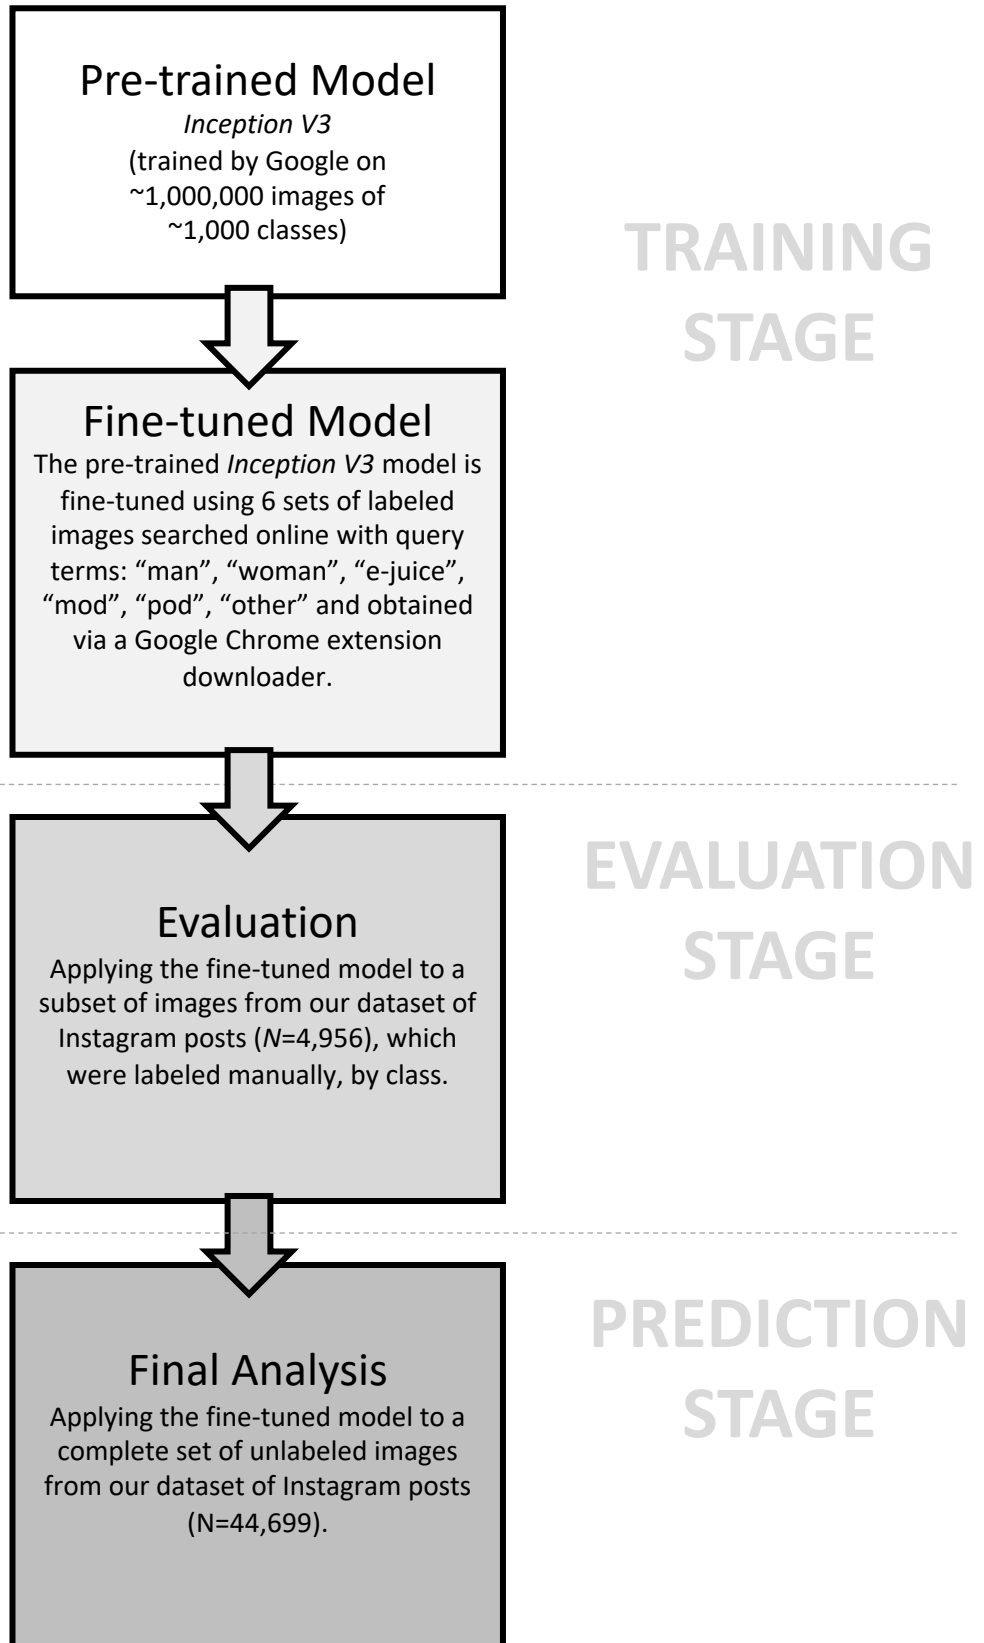 Pre-trained Model
Inception V3
(trained by Google on
~1,000,000 images of
~1,000 classes)
TRAINING
STAGE
Fine-tuned Model
The pre-trained Inception V3 model is
fine-tuned using 6 sets of labeled
images searched online with query
terms: “man”, “woman”, “e-juice”,
“mod”, “pod”, “other” and obtained
via a Google Chrome extension
downloader.
EVALUATION
STAGE
Evaluation
Applying the fine-tuned model to a
subset of images from our dataset of
Instagram posts (N=4,956), which
were labeled manually, by class.
PREDICTION
STAGE
Final Analysis
Applying the fine-tuned model to a
complete set of unlabeled images
from our dataset of Instagram posts
(N=44,699).